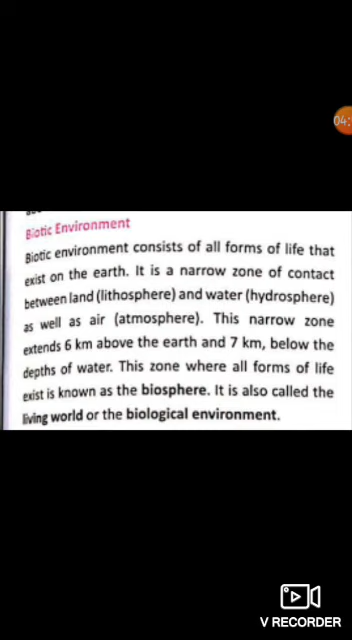 04:
Biotic Environment
Biotic environment consists of all forms of life that
exist on the earth. It is a narrow zone of contact
between land (lithosphere) and water (hydrosphere)
as well as air (atmosphere). This narrow zone
extends 6 km above the earth and 7 km, below the
depths of water. This zone where all forms of life
exist is known as the biosphere. It is also called the
living world or the biological environment.
V RECORDER